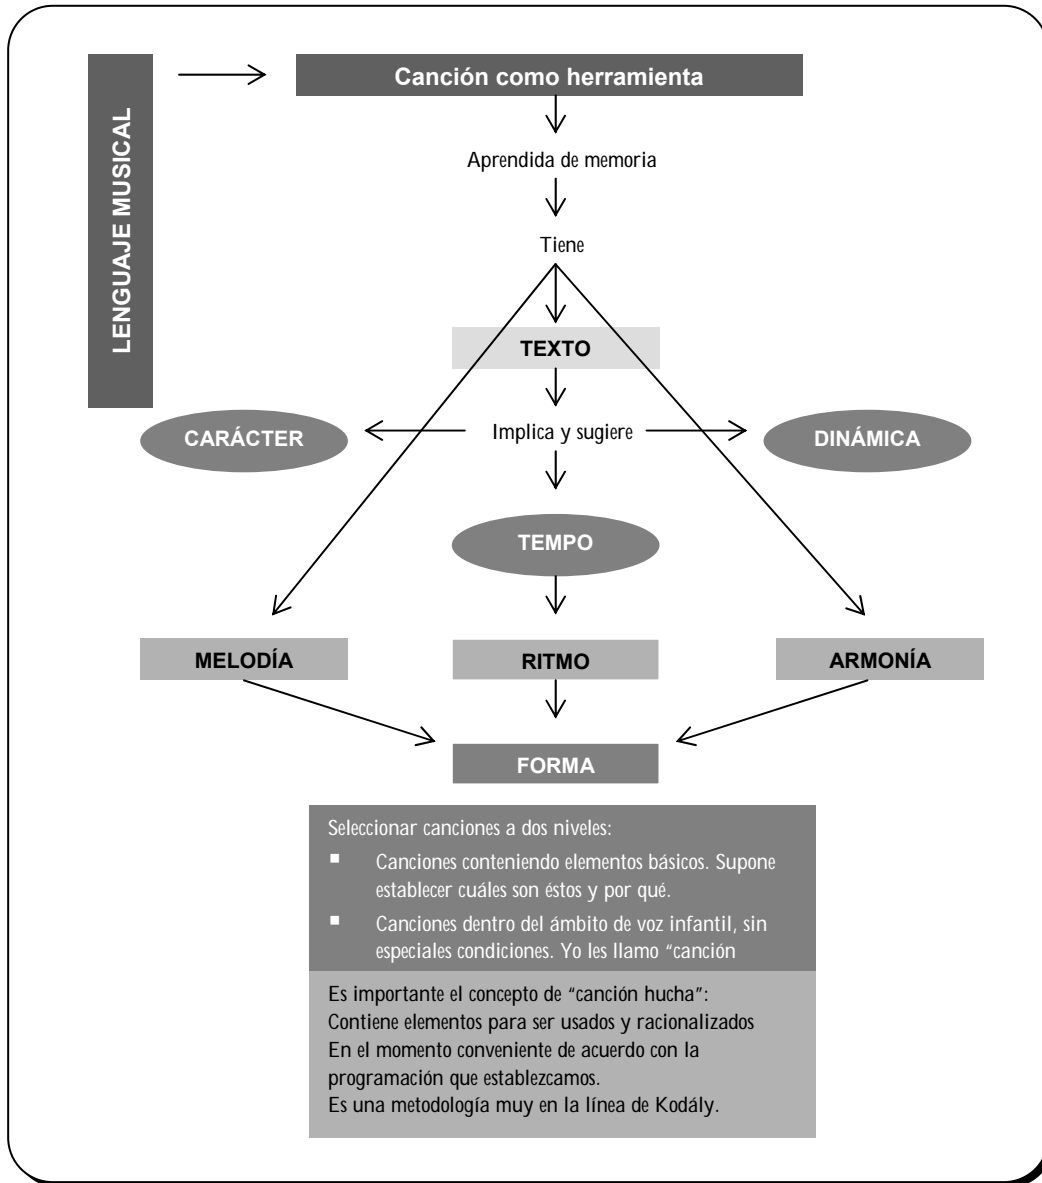 LENGUAJE MUSICAL
Canción como herramienta
Aprendida de memoria
Tiene
TEXTO
CARÁCTER
Implica y sugiere
DINÁMICA
TEMPO
MELODÍA
RITMO
ARMONÍA
FORMA
Seleccionar canciones a dos niveles:
▪ Canciones conteniendo elementos básicos. Supone
establecer cuáles son éstos y por qué.
▪ Canciones dentro del ámbito de voz infantil, sin
especiales condiciones. Yo les llamo “canción
Es importante el concepto de “canción hucha”:
Contiene elementos para ser usados y racionalizados
En el momento conveniente de acuerdo con la
programación que establezcamos.
Es una metodología muy en la línea de Kodály.